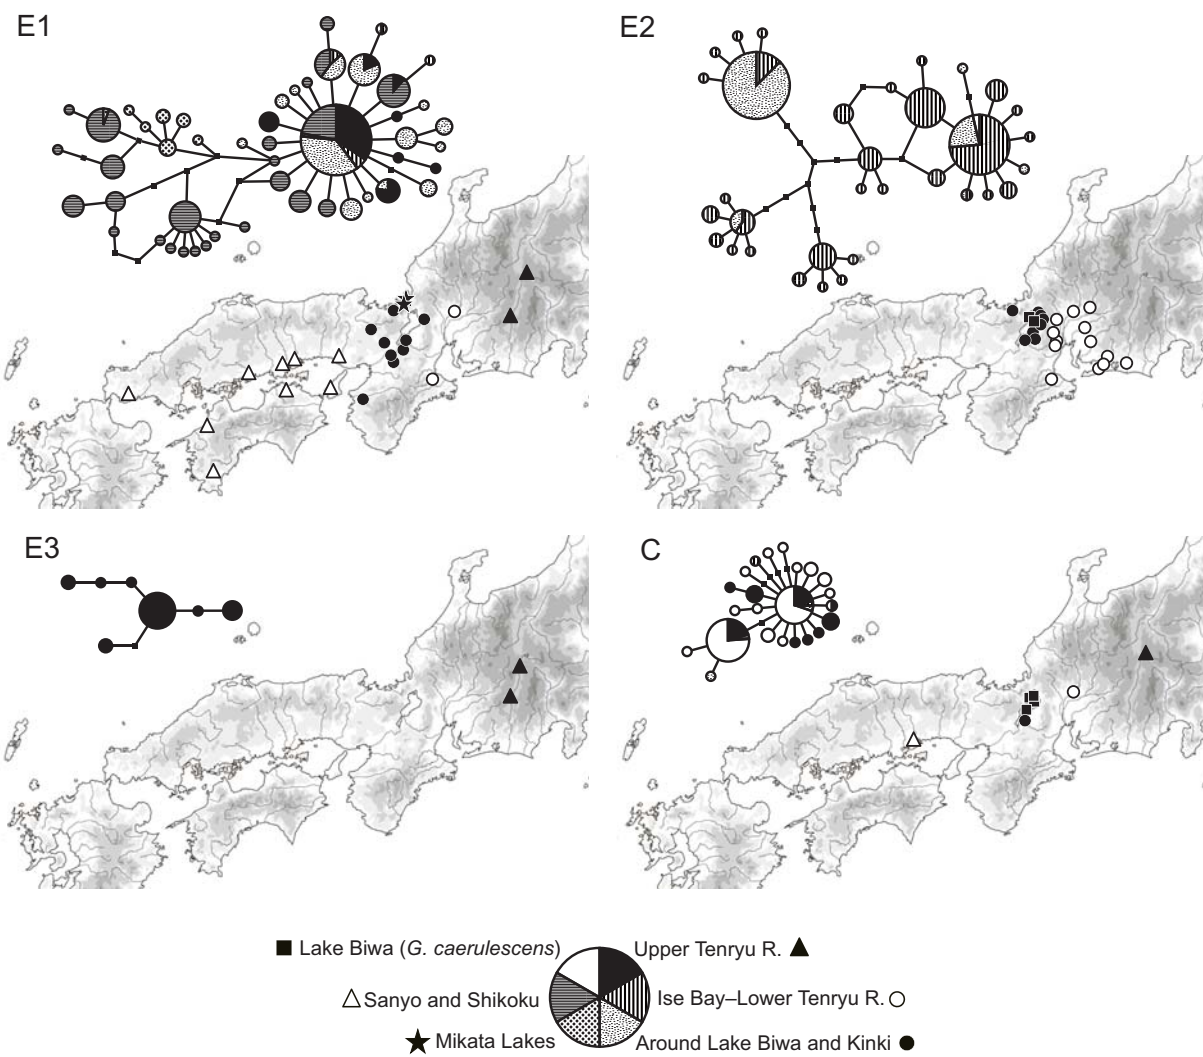 E1
E2
E3
C
Lake Biwa (G. caerulescens)
Upper Tenryu R.
Sanyo and Shikoku
Ise Bay–Lower Tenryu R.
Mikata Lakes
Around Lake Biwa and Kinki